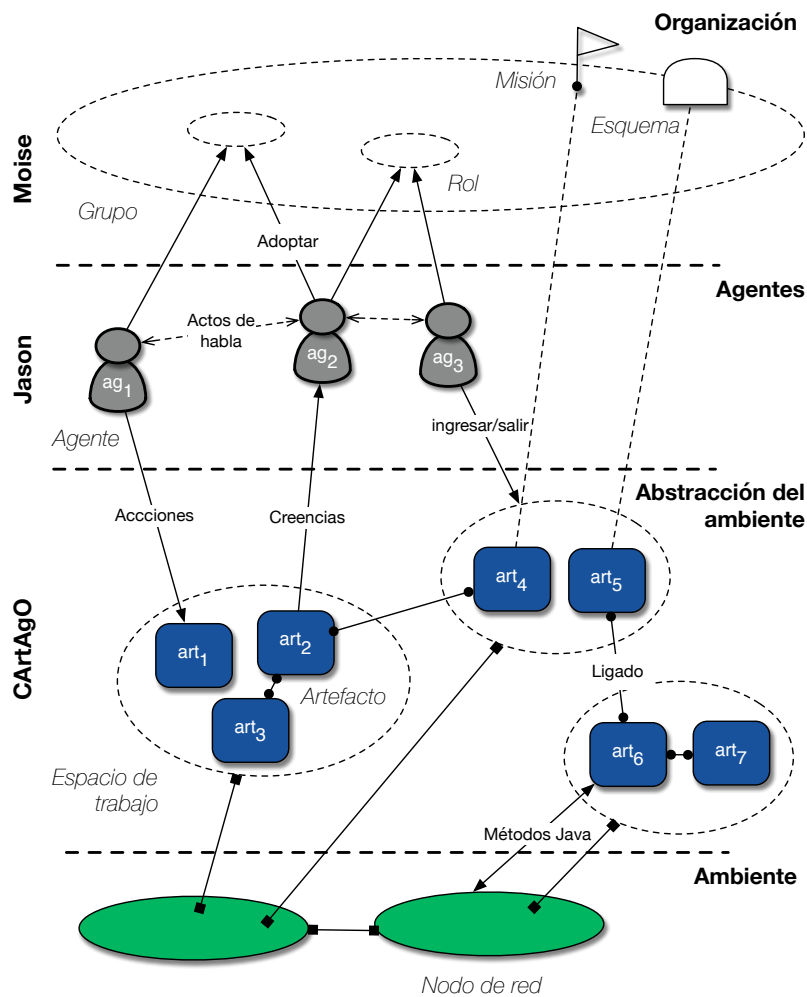 Organización
Misión
Esquema
Moise
Grupo
Rol
Adoptar
Agentes
Jason
Actos de
habla
ag1
ag2
ag3
Agente
ingresar/salir
Abstracción del
ambiente
Accciones
Creencias
CArtAgO
art4
art5
art1
art2
Artefacto
art3
Ligado
art6
art7
Espacio de
trabajo
Métodos Java
Ambiente
Nodo de red